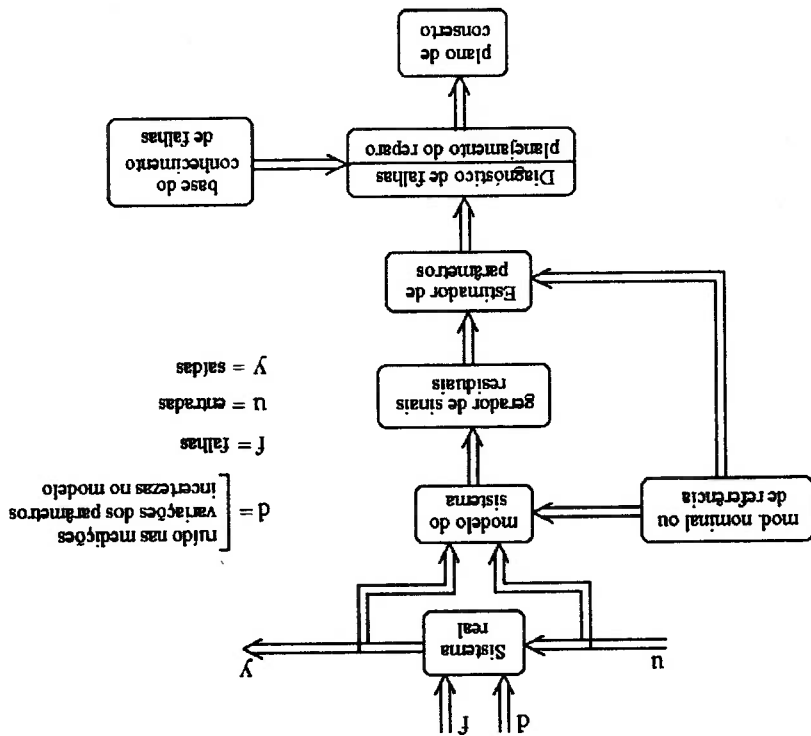 d
f
u
Sistema
real
y
mod. nominal ou
de referência
modelo do
sistema
d =
ruído nas medições
variações dos parâmetros
incertezas no modelo
f = falhas
u = entradas
y = saídas
gerador de sinais
residuais
Estimador de
parâmetros
Diagnóstico de falhas
planejamento do reparo
base do
conhecimento
de falhas
plano de
conserto